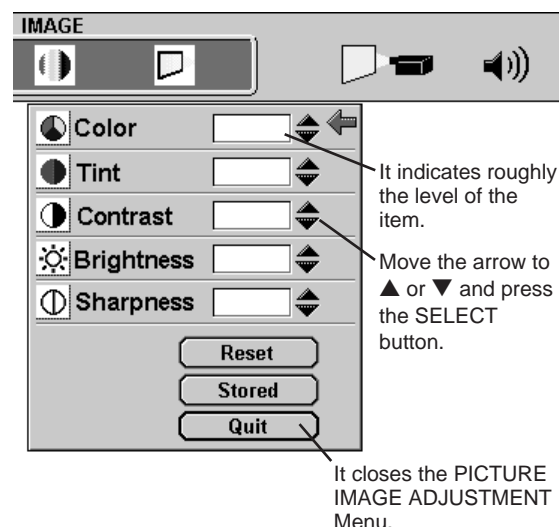 IMAGE
Color
It indicates roughly
the level of the
item.
Tint
Contrast
Move the arrow to
▲ or ▼ and press
the SELECT
button.
Brightness
Sharpness
Reset
Stored
Quit
It closes the PICTURE
IMAGE ADJUSTMENT
Menu.